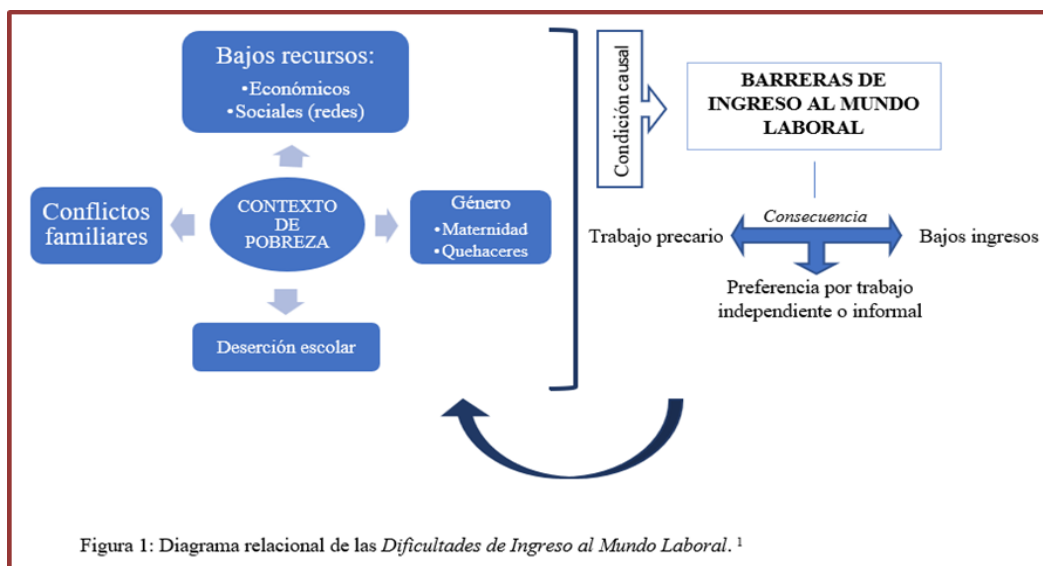 Bajos recursos:
•Económicos
•Sociales (redes)
Conflictos
familiares
CONTEXTO
DE
POBREZA
Género
•Maternidad
•Quehaceres
Deserción escolar
Condición causal
BARRERAS DE
INGRESO AL MUNDO
LABORAL
Consecuencia
Trabajo precario
Bajos ingresos
Preferencia por trabajo
independiente o informal
Figura 1: Diagrama relacional de las Dificultades de Ingreso al Mundo Laboral. ¹